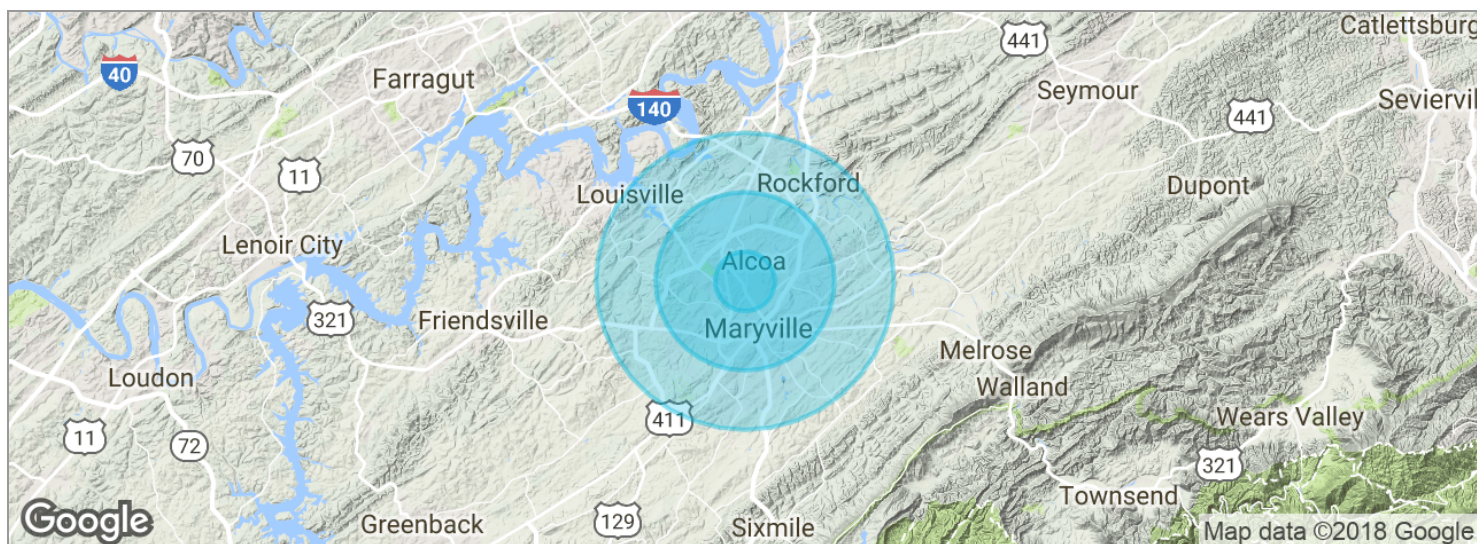 Catlettsburg
441
40
Farragut
Seymour
Seviervil
140
441
70
11
Louisville
Rockford
Dupont
Lenoir City
Alcoa
321
Friendsville
Maryville
Melrose
Loudon
Walland
411
Wears Valley
11
72
321
Townsend
Google
Greenback
129
Sixmile
Map data ©2018 Google